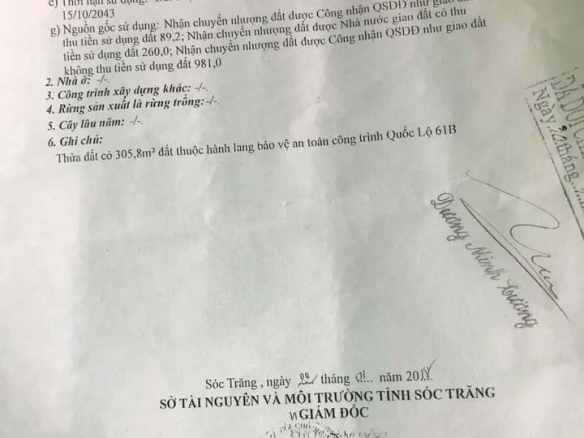 15/10/2043
g) Nguồn gốc sử dụng: Nhận chuyển nhượng đất được Công nhận QSDĐ như giao đất
thu tiền sử dụng đất 89,2; Nhận chuyển nhượng đất được Nhà nước giao đất có thu
tiền sử dụng đất 260,0; Nhận chuyển nhượng đất được Công nhận QSDĐ như giao đất
không thu tiền sử dụng đất 981,0
2. Nhà ở: -/-
3. Công trình xây dựng khác: -/-.
4. Rừng sản xuất là rừng trồng:-/-.
5. Cây lâu năm: -/-
6. Ghi chú:
Thửa đất có 305,8m² đất thuộc hành lang bảo vệ an toàn công trình Quốc Lộ 61B
Ngày
tháng
Dương Minh Lương
Sóc Trăng , ngày tháng 01 năm 2018
SỞ TÀI NGUYÊN VÀ MÔI TRƯỜNG TỈNH SÓC TRĂNG
GIÁM ĐỐC